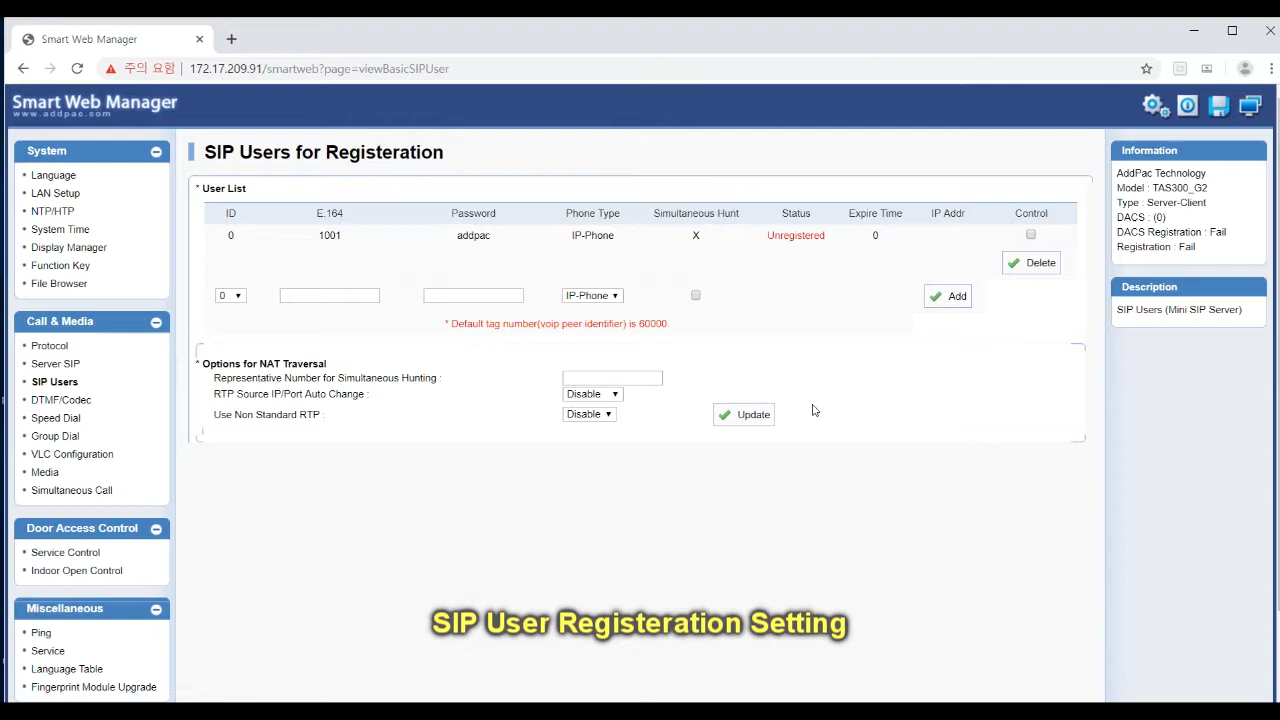 Smart Web Manager
주의 요함
172.17.209.91/smartweb?page=viewBasicSIPUser
Smart Web Manager
www.addpac.com
System
Language
LAN Setup
NTP/HTP
System Time
Display Manager
Function Key
File Browser
Call & Media
Protocol
Server SIP
SIP Users
DTMF/Codec
Speed Dial
Group Dial
VLC Configuration
Media
Simultaneous Call
Door Access Control
Service Control
Indoor Open Control
Miscellaneous
Ping
Service
Language Table
Fingerprint Module Upgrade
SIP Users for Registeration
* User List
ID E.164 Password Phone Type Simultaneous Hunt Status Expire Time IP Addr Control
0 1001 addpac IP-Phone X Unregistered 0
Delete
0 IP-Phone Add
* Default tag number(voip peer identifier) is 60000.
* Options for NAT Traversal
Representative Number for Simultaneous Hunting :
RTP Source IP/Port Auto Change : Disable
Use Non Standard RTP : Disable Update
SIP User Registeration Setting
Information
AddPac Technology
Model : TAS300_G2
Type : Server-Client
DACS : (0)
DACS Registration : Fail
Registration : Fail
Description
SIP Users (Mini SIP Server)